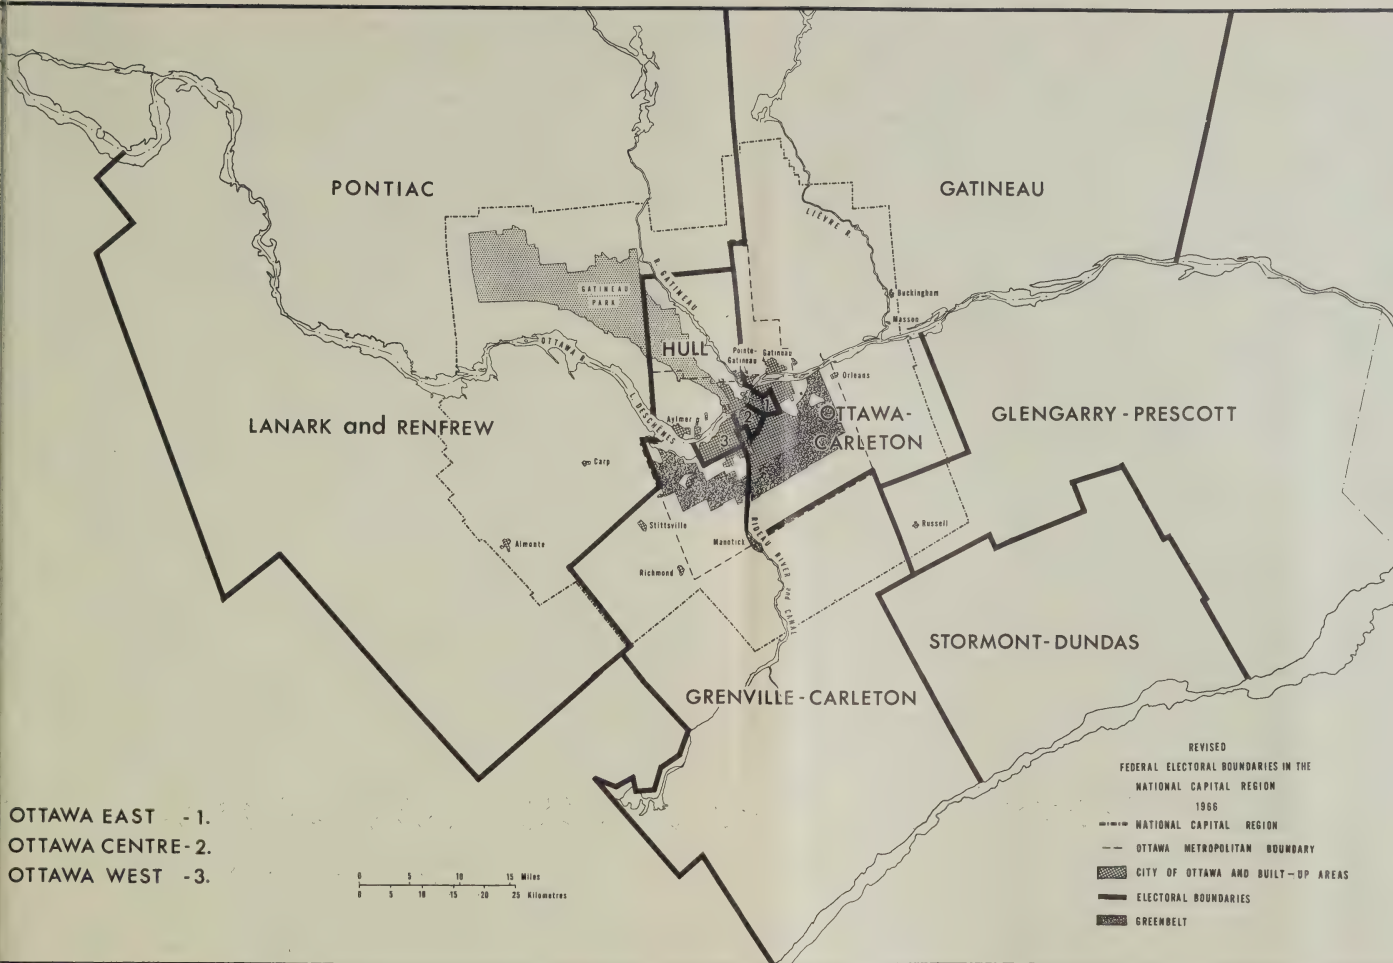 PONTIAC
GATINEAU
LIÈVRE R.
R. GATINEAU
GATINEAU
PARK
Buckingham
Masson
OTTAWA R.
HULL
Pointe-
Gatineau
Gatineau
Orleans
L. DESCHENES
Aylmer
1
2
3
OTTAWA-
CARLETON
LANARK and RENFREW
GLENGARRY - PRESCOTT
Carp
Stittsville
Russell
Almonte
Manotick
Richmond
RIDEAU RIVER and CANAL
STORMONT-DUNDAS
GRENVILLE - CARLETON
REVISED
FEDERAL ELECTORAL BOUNDARIES IN THE
NATIONAL CAPITAL REGION
1966
NATIONAL CAPITAL REGION
OTTAWA METROPOLITAN BOUNDARY
CITY OF OTTAWA AND BUILT-UP AREAS
ELECTORAL BOUNDARIES
GREENBELT
OTTAWA EAST - 1.
OTTAWA CENTRE- 2.
OTTAWA WEST - 3.
0 5 10 15 Miles
0 5 10 15 20 25 Kilometres